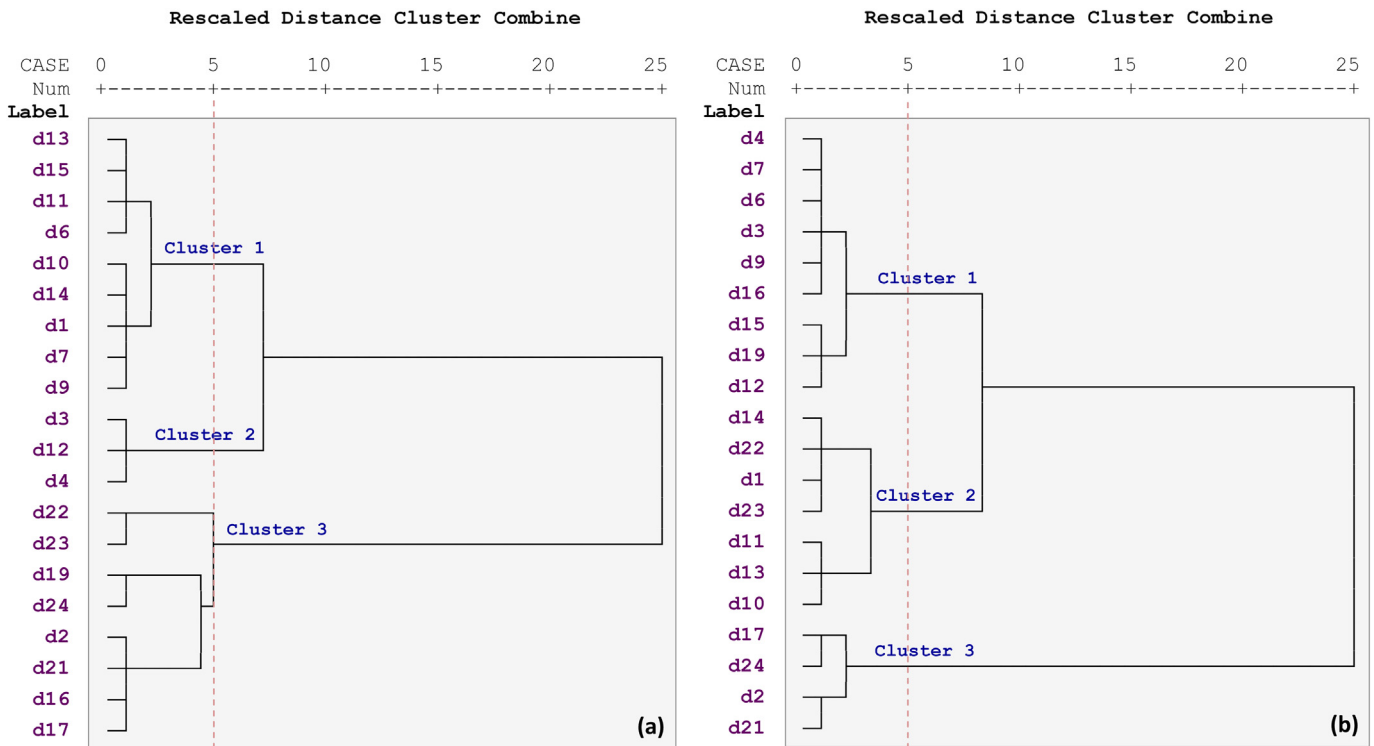 Rescaled Distance Cluster Combine
CASE 0 5 10 15 20 25
Num +---------+---------+---------+---------+---------+
Label
d13
d15
d11
d6
Cluster 1
d10
d14
d1
d7
d9
d3
Cluster 2
d12
d4
d22
Cluster 3
d23
d19
d24
d2
d21
d16
d17
(a)
Rescaled Distance Cluster Combine
CASE 0 5 10 15 20 25
Num +---------+---------+---------+---------+---------+
Label
d4
d7
d6
d3
d9
Cluster 1
d16
d15
d19
d12
d14
d22
d1
Cluster 2
d23
d11
d13
d10
d17
Cluster 3
d24
d2
d21
(b)